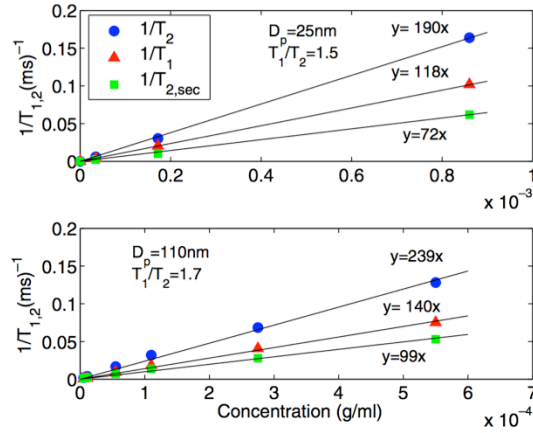 1/T₂
1/T₁
1/T₂,sec
Dₚ=25nm
T₁/T₂=1.5
y= 190x
y= 118x
y=72x
1/T₁,₂(ms)⁻¹
0.2
0.15
0.1
0.05
0
0 0.2 0.4 0.6 0.8 1
x 10⁻³
Dₚ=110nm
T₁/T₂=1.7
y=239x
y= 140x
y=99x
1/T₁,₂(ms)⁻¹
0.2
0.15
0.1
0.05
0
0 1 2 3 4 5 6 7
Concentration (g/ml)
x 10⁻⁴